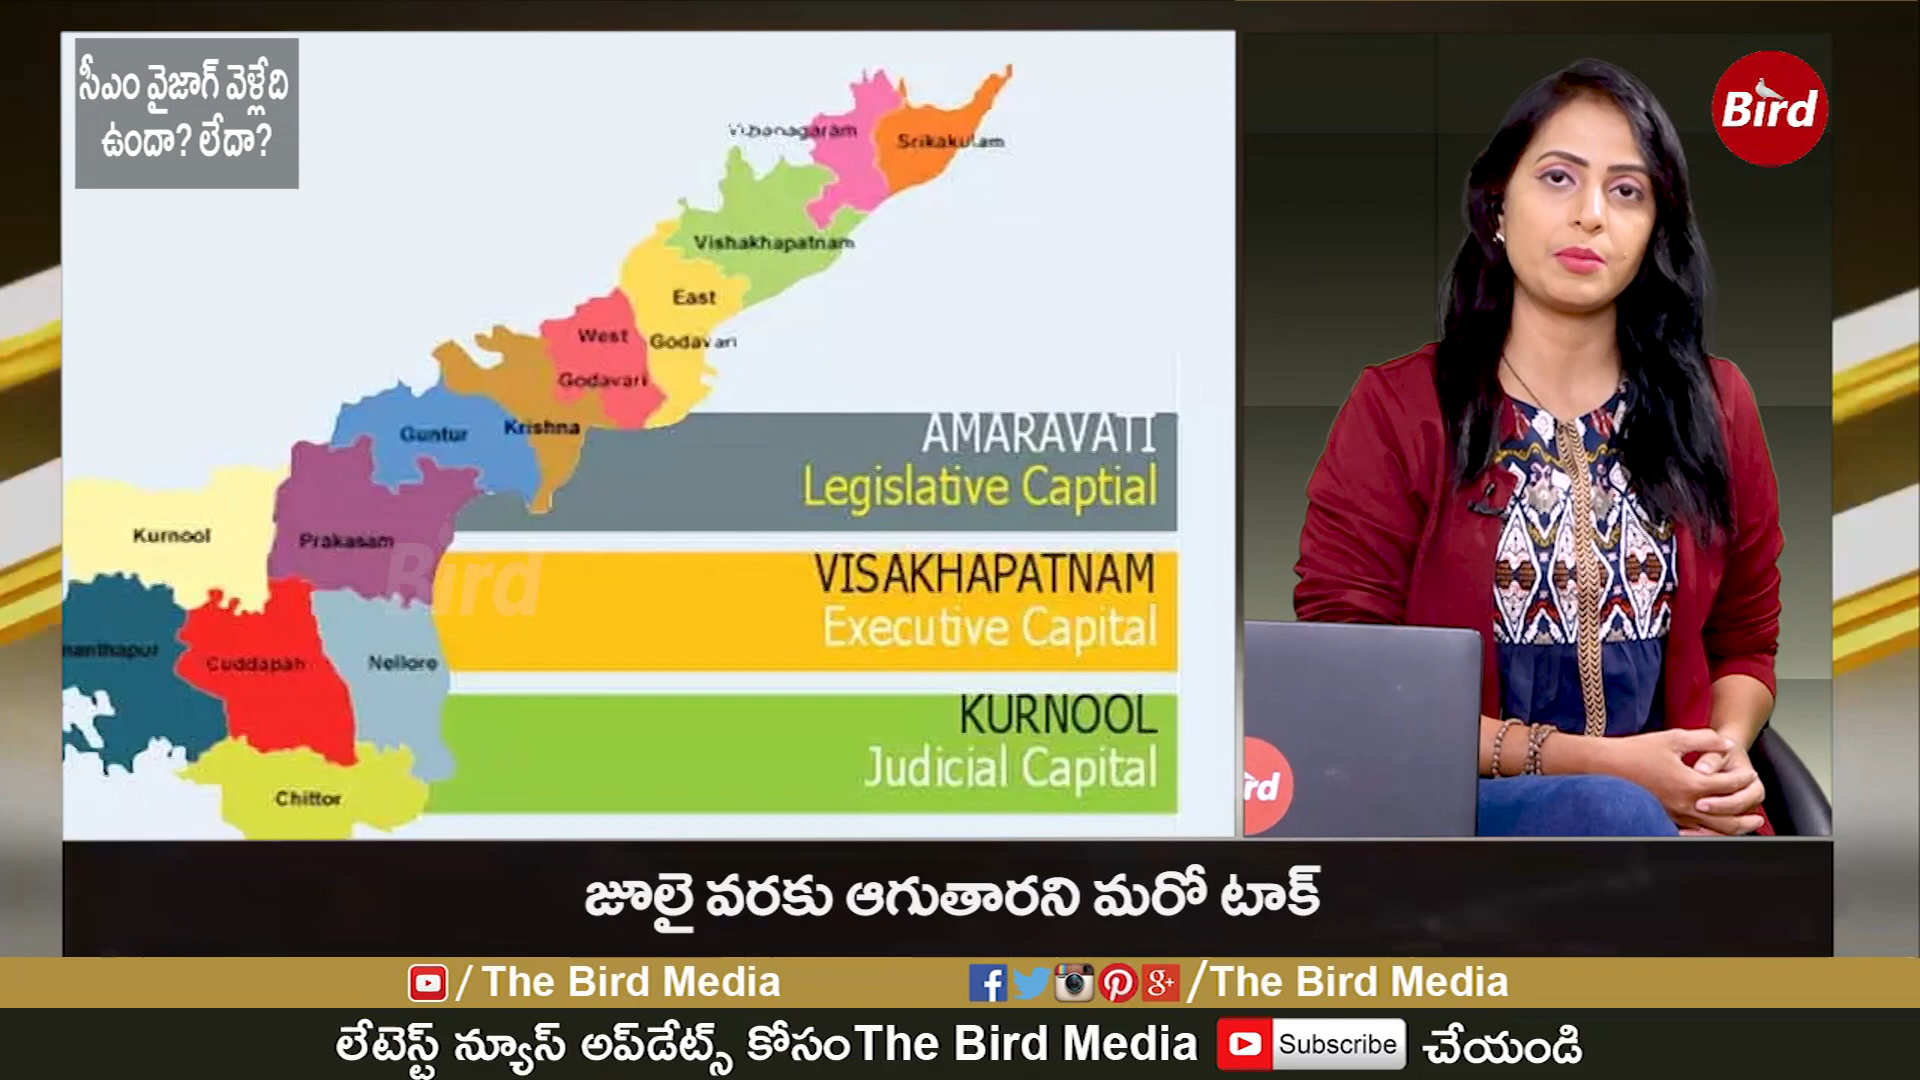 సీఎం వైజాగ్ వెళ్లేది
ఉందా? లేదా?
Bird
Srikakulam
Vishakhapatnam
East
Godavari
West
Godavari
Krishna
Guntur
Prakasam
Kurnool
Cuddapah
Nellore
Chittor
AMARAVATI
Legislative Captial
VISAKHAPATNAM
Executive Capital
KURNOOL
Judicial Capital
Bird
rd
జూలై వరకు ఆగుతారని మరో టాక్
/ The Bird Media
/The Bird Media
లేటెస్ట్ న్యూస్ అప్‌డేట్స్ కోసం The Bird Media Subscribe చేయండి